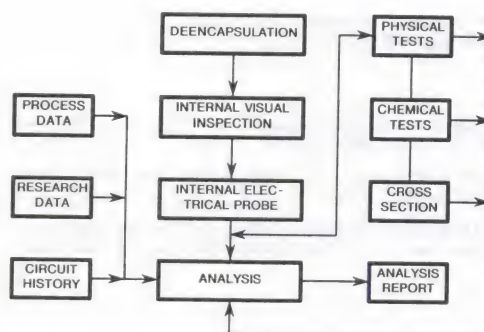 DEENCAPSULATION
INTERNAL VISUAL
INSPECTION
INTERNAL ELEC-
TRICAL PROBE
PROCESS
DATA
RESEARCH
DATA
CIRCUIT
HISTORY
ANALYSIS
PHYSICAL
TESTS
CHEMICAL
TESTS
CROSS
SECTION
ANALYSIS
REPORT